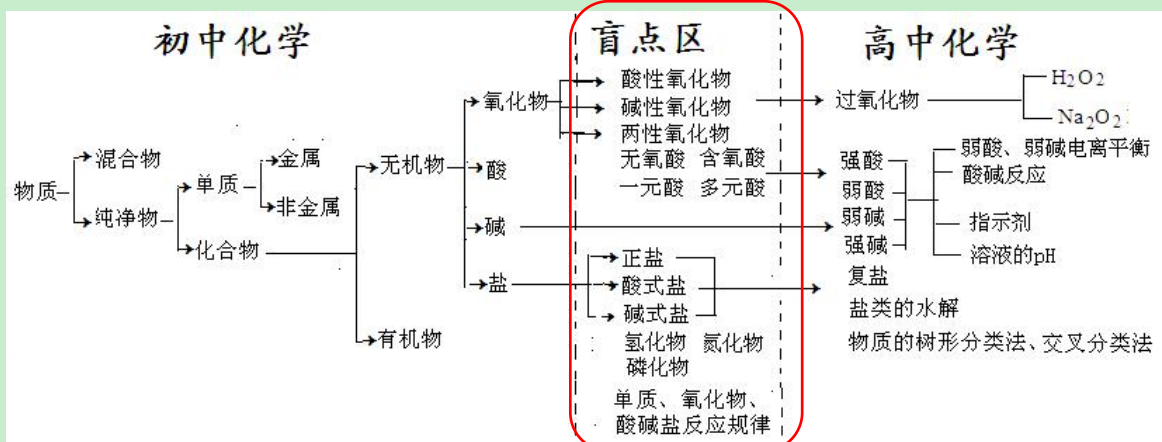 初中化学
盲点区
高中化学
物质
混合物
纯净物
单质
化合物
金属
非金属
无机物
有机物
氧化物
酸
碱
盐
酸性氧化物
碱性氧化物
两性氧化物
无氧酸 含氧酸
一元酸 多元酸
正盐
酸式盐
碱式盐
氢化物 氮化物
磷化物
单质、氧化物、
酸碱盐反应规律
过氧化物
H₂O₂
Na₂O₂
强酸
弱酸
弱碱
强碱
弱酸、弱碱电离平衡
酸碱反应
指示剂
溶液的pH
复盐
盐类的水解
物质的树形分类法、交叉分类法